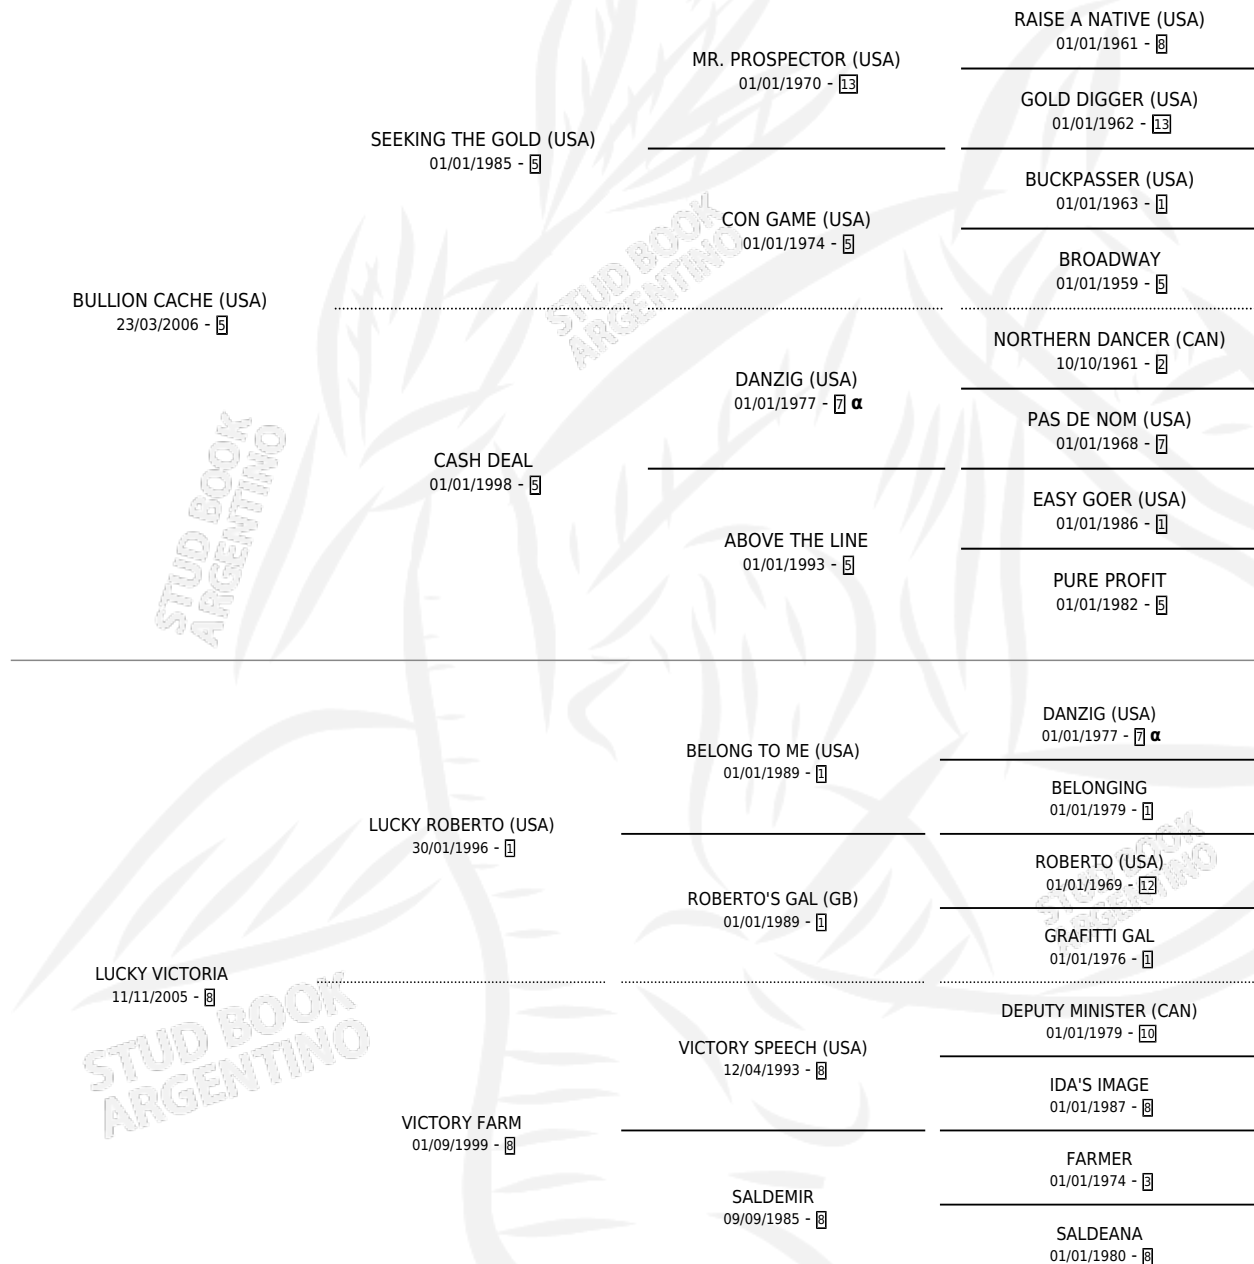 RAISE A NATIVE (USA)
01/01/1961 - 8
MR. PROSPECTOR (USA)
01/01/1970 - 13
GOLD DIGGER (USA)
01/01/1962 - 13
SEEKING THE GOLD (USA)
01/01/1985 - 5
BUCKPASSER (USA)
01/01/1963 - 1
CON GAME (USA)
01/01/1974 - 5
BROADWAY
01/01/1959 - 5
BULLION CACHE (USA)
23/03/2006 - 5
NORTHERN DANCER (CAN)
10/10/1961 - 2
DANZIG (USA)
01/01/1977 - 7 α
PAS DE NOM (USA)
01/01/1968 - 7
CASH DEAL
01/01/1998 - 5
EASY GOER (USA)
01/01/1986 - 1
ABOVE THE LINE
01/01/1993 - 5
PURE PROFIT
01/01/1982 - 5
DANZIG (USA)
01/01/1977 - 7 α
BELONG TO ME (USA)
01/01/1989 - 1
BELONGING
01/01/1979 - 1
LUCKY ROBERTO (USA)
30/01/1996 - 1
ROBERTO (USA)
01/01/1969 - 12
ROBERTO'S GAL (GB)
01/01/1989 - 1
GRAFITTI GAL
01/01/1976 - 1
LUCKY VICTORIA
11/11/2005 - 8
DEPUTY MINISTER (CAN)
01/01/1979 - 10
VICTORY SPEECH (USA)
12/04/1993 - 8
IDA'S IMAGE
01/01/1987 - 8
VICTORY FARM
01/09/1999 - 8
FARMER
01/01/1974 - 3
SALDEMIR
09/09/1985 - 8
SALDEANA
01/01/1980 - 8
STUD BOOK
ARGENTINO
STUD BOOK
ARGENTINO
STUD BOOK
ARGENTINO
STUD BOOK
ARGENTINO